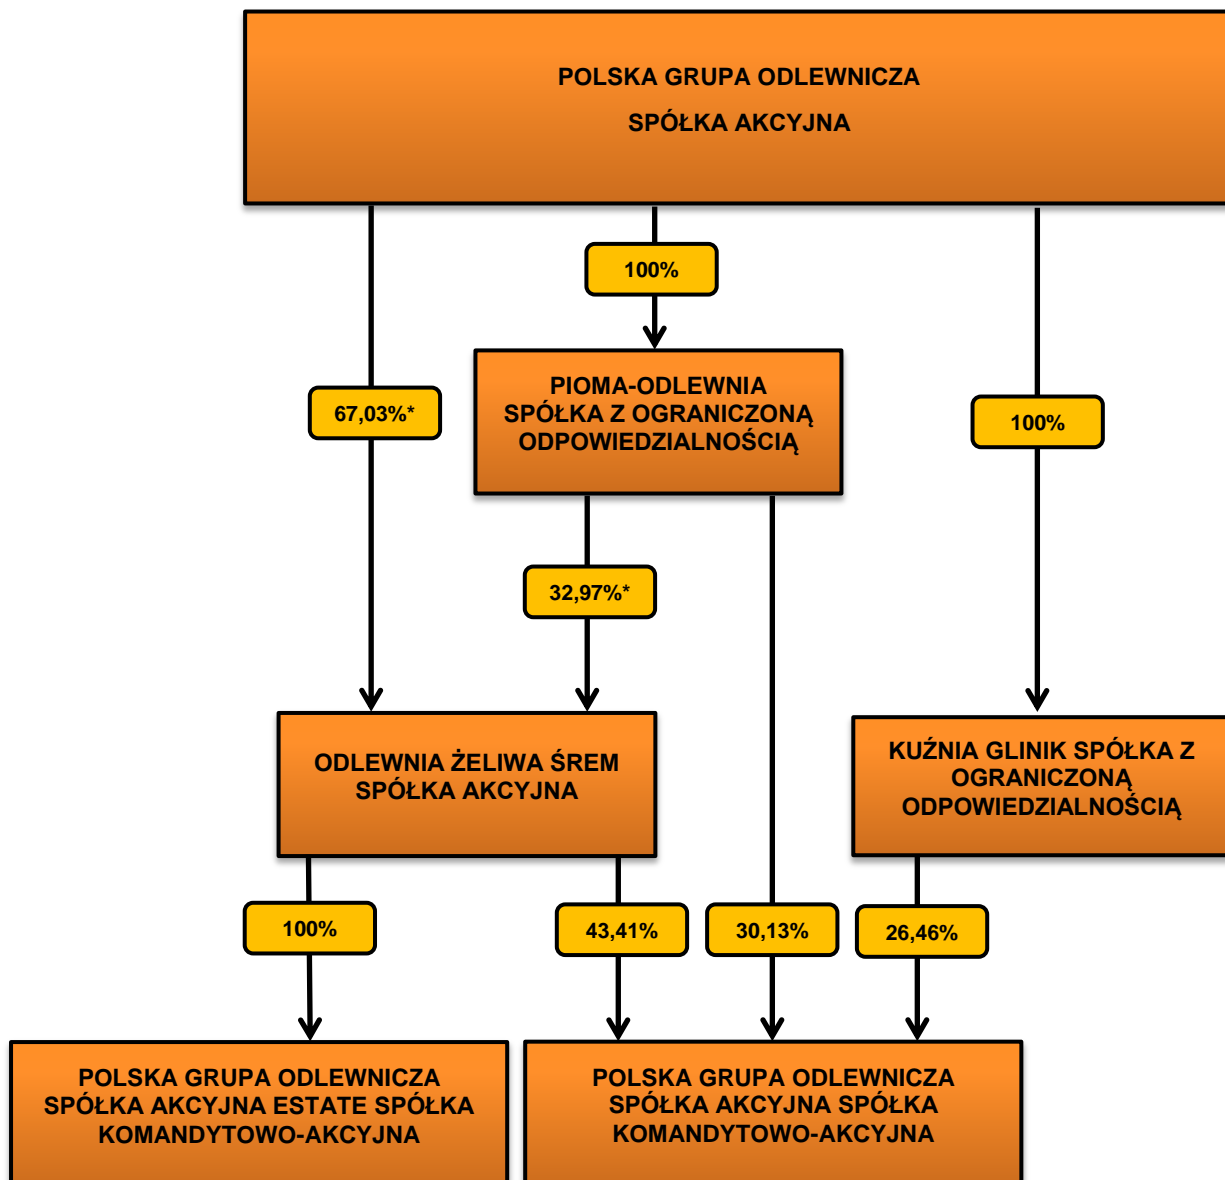 POLSKA GRUPA ODLEWNICZA
SPÓŁKA AKCYJNA
100%
PIOMA-ODLEWNIA
SPÓŁKA Z OGRANICZONĄ
ODPOWIEDZIALNOŚCIĄ
67,03%*
100%
32,97%*
ODLEWNIA ŻELIWA ŚREM
SPÓŁKA AKCYJNA
KUŹNIA GLINIK SPÓŁKA Z
OGRANICZONĄ
ODPOWIEDZIALNOŚCIĄ
100%
43,41%
30,13%
26,46%
POLSKA GRUPA ODLEWNICZA
SPÓŁKA AKCYJNA ESTATE SPÓŁKA
KOMANDYTOWO-AKCYJNA
POLSKA GRUPA ODLEWNICZA
SPÓŁKA AKCYJNA SPÓŁKA
KOMANDYTOWO-AKCYJNA